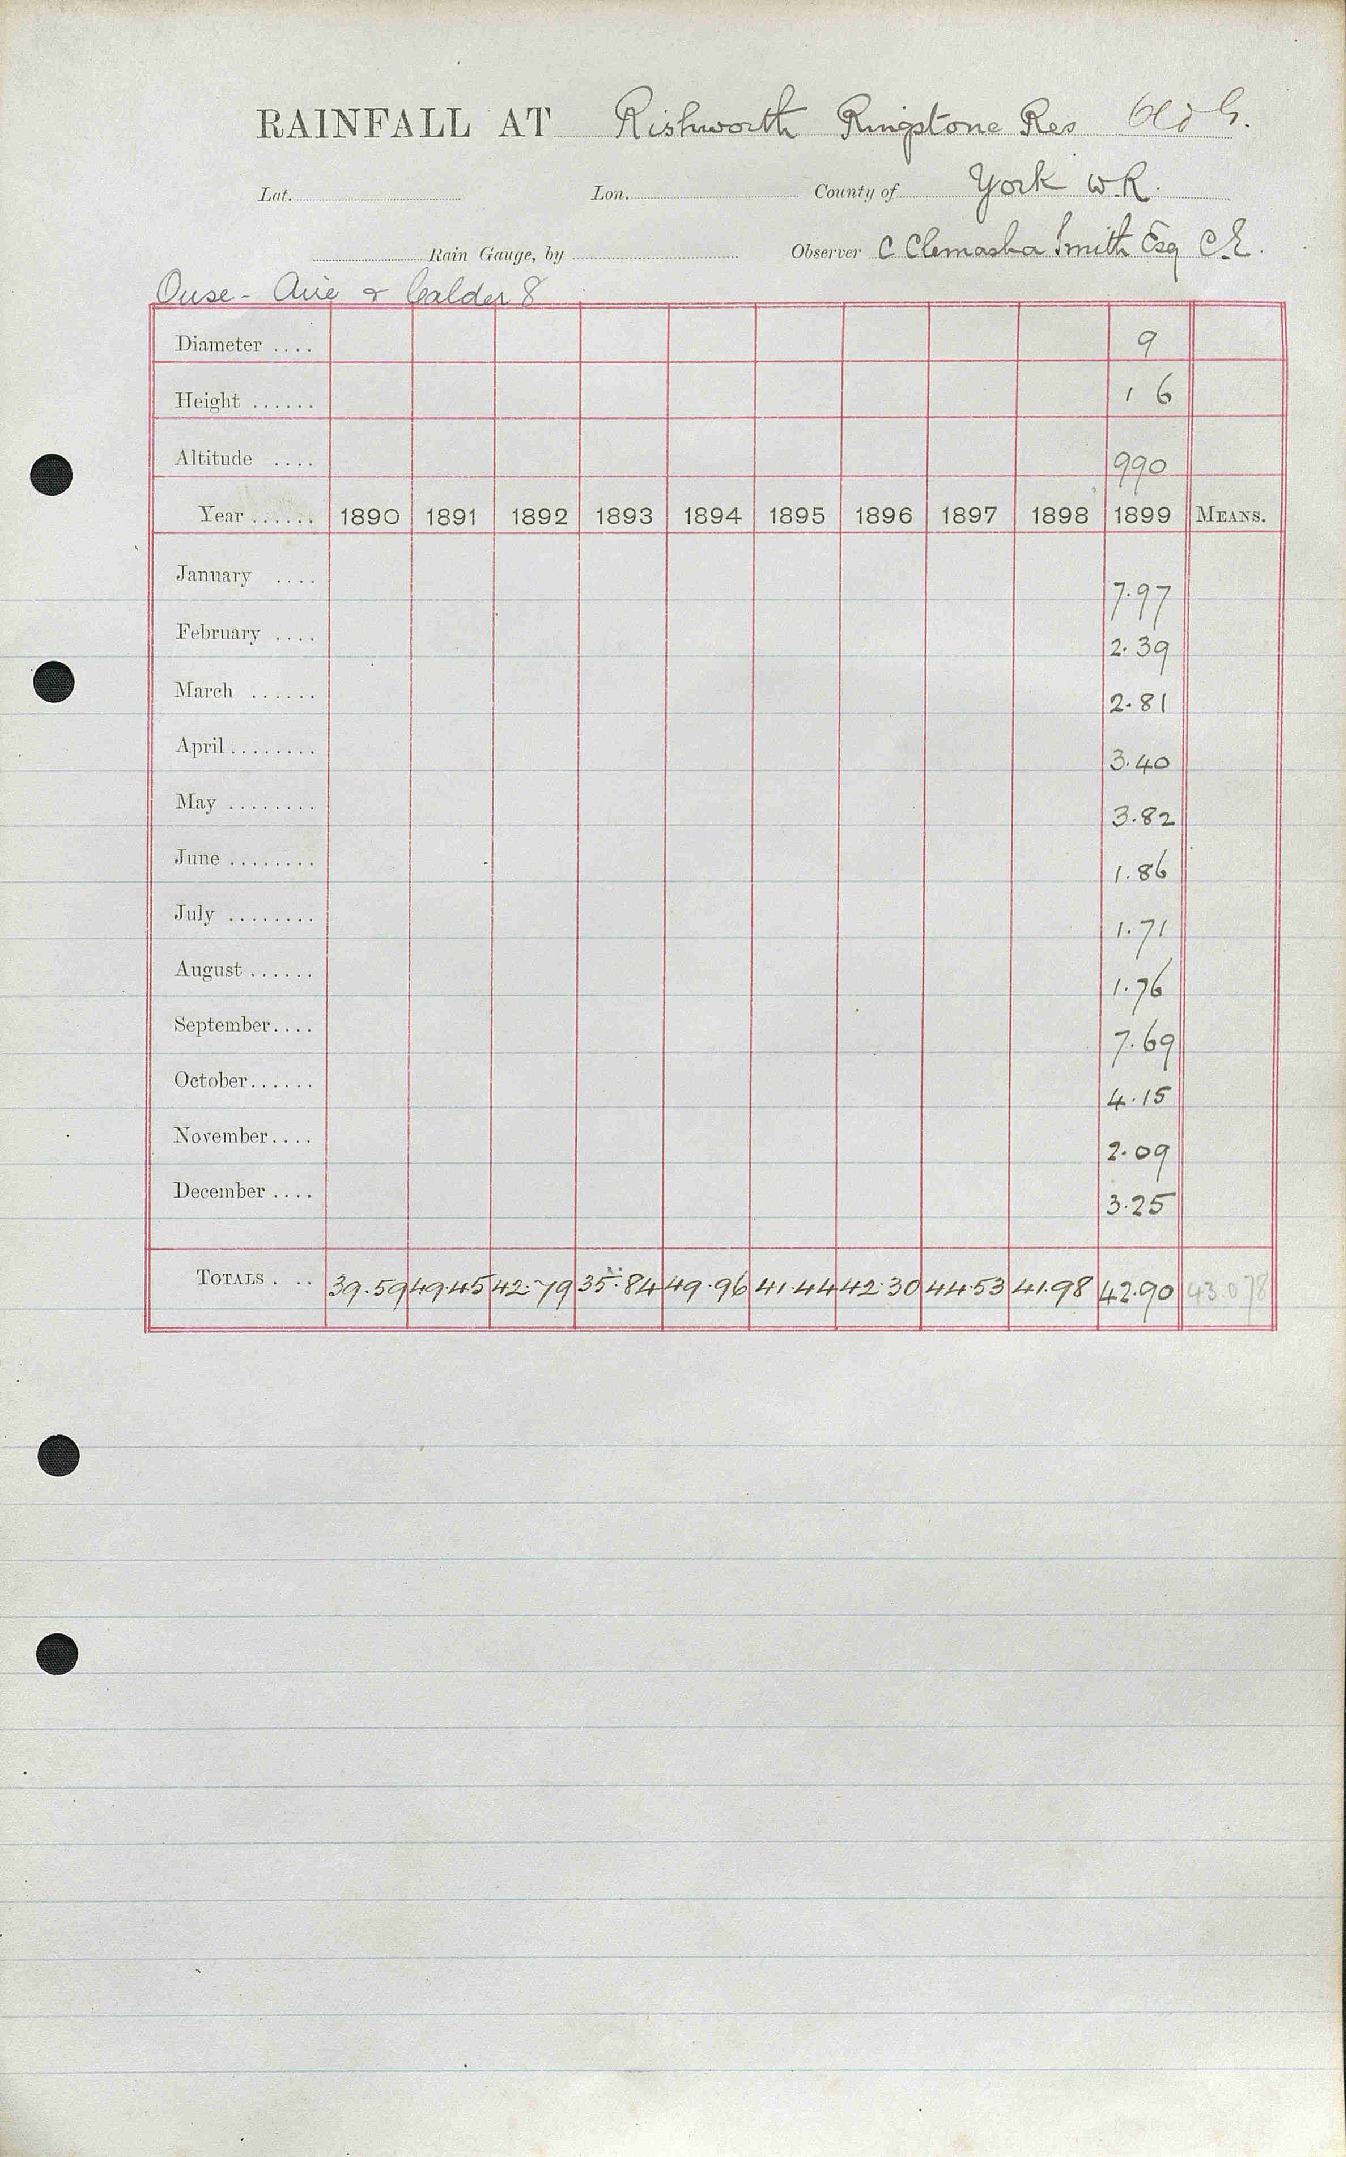 RAINFALL AT Rishworth Ringstone Res Old G.
Lat. Lon. County of York W.R.
Rain Gauge, by Observer C Clemesha Smith Esq C.E.
Ouse - Aire & Calder 8
Diameter .... 9
Height ...... 1 6
Altitude .... 990
Year ...... 1890 1891 1892 1893 1894 1895 1896 1897 1898 1899 MEANS.
January .... 7.97
February .... 2.39
March ...... 2.81
April ........ 3.40
May ........ 3.82
June ........ 1.86
July ........ 1.71
August ...... 1.76
September.... 7.69
October...... 4.15
November.... 2.09
December .... 3.25
TOTALS . .. 39.59 49.45 42.79 35.84 49.96 41.44 42.30 44.53 41.98 42.90 43.078